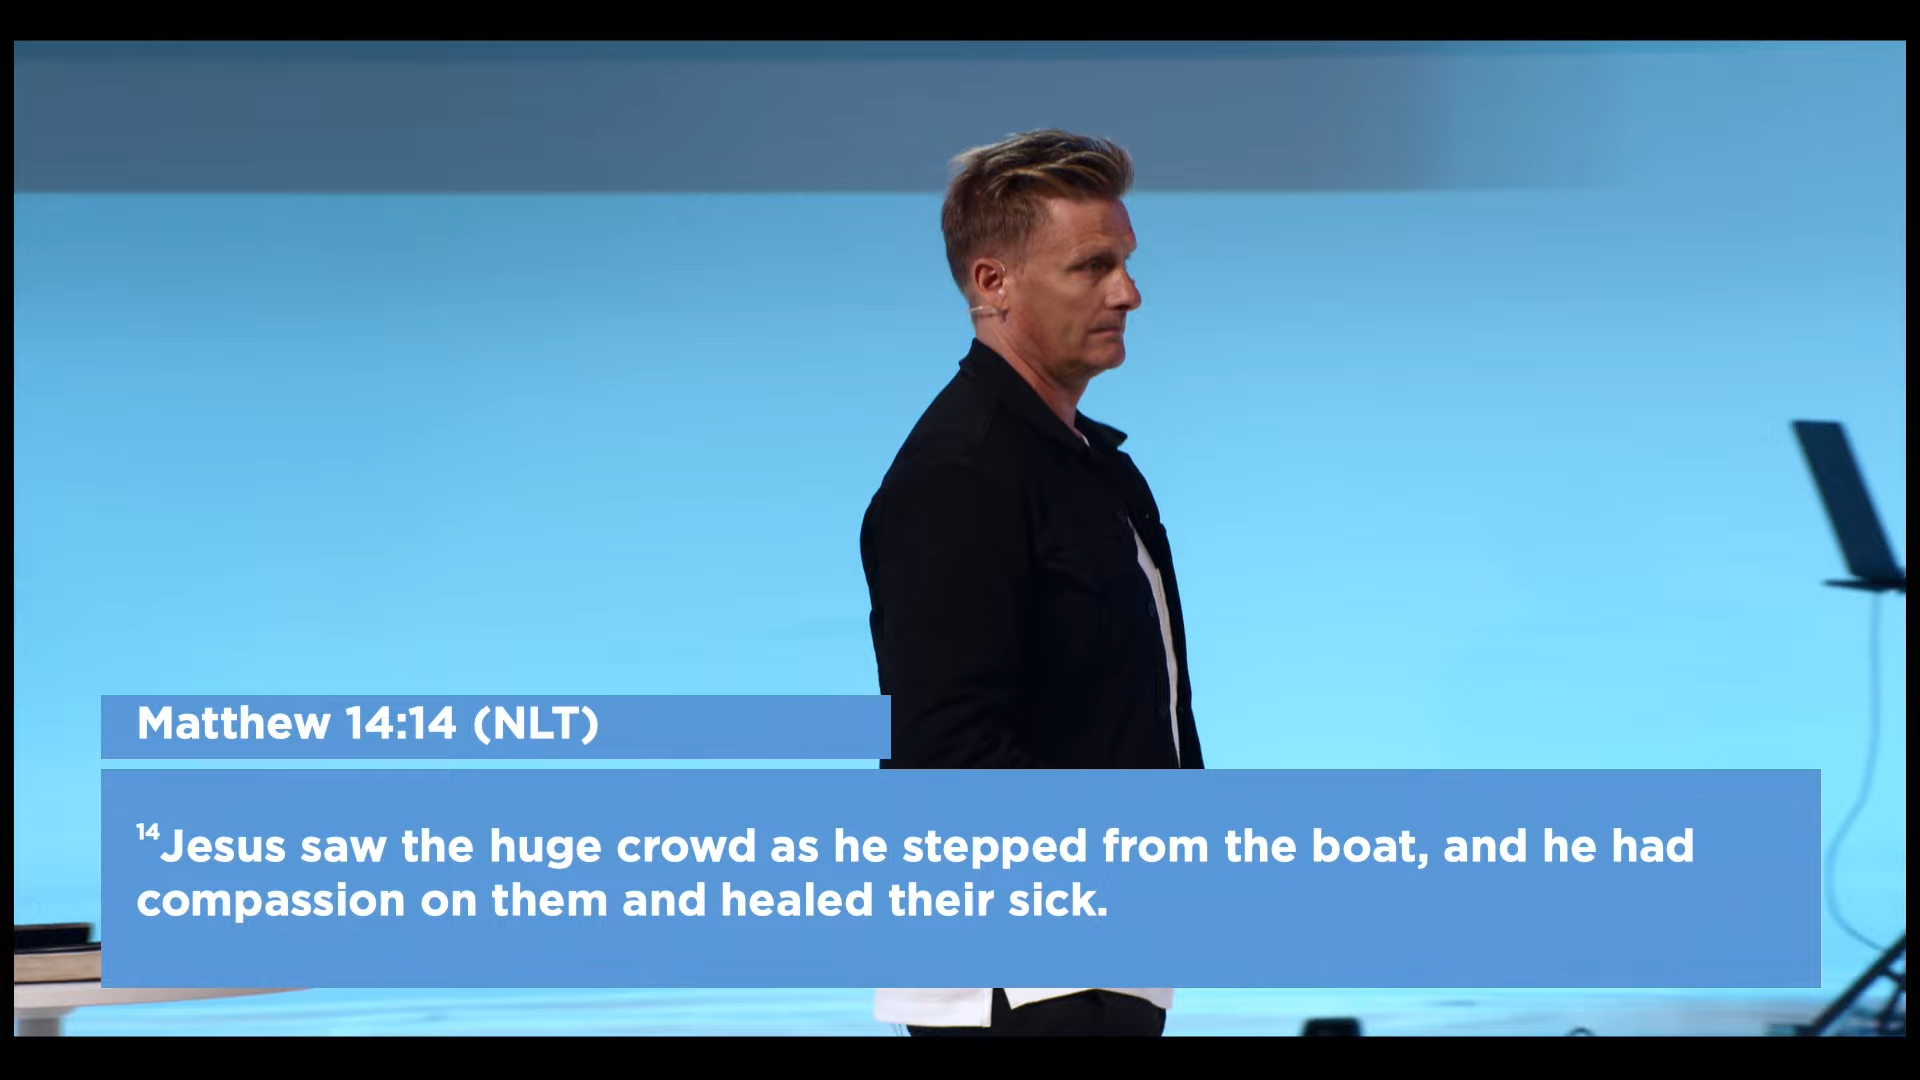 Matthew 14:14 (NLT)
14Jesus saw the huge crowd as he stepped from the boat, and he had
compassion on them and healed their sick.